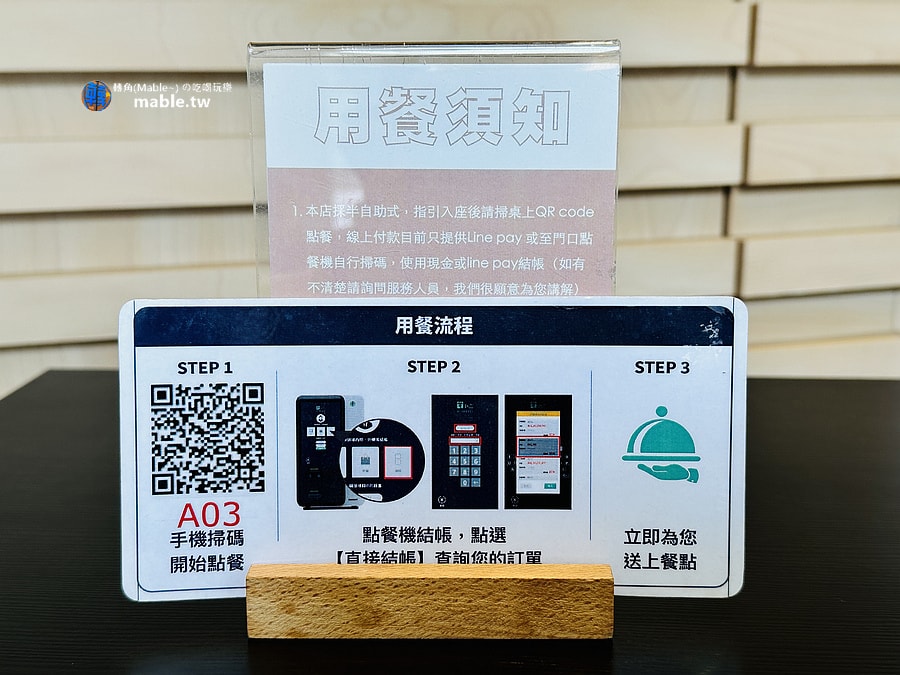 轉角(Mable~) の吃喝玩樂
mable.tw
用餐須知
1. 本店採半自助式，指引入座後請掃桌上QR code
點餐，線上付款目前只提供Line pay 或至門口點
餐機自行掃碼，使用現金或line pay結帳（如有
不清楚請詢問服務人員，我們很願意為您講解）
用餐流程
STEP 1
A03
手機掃碼
開始點餐
STEP 2
點餐機結帳，點選
【直接結帳】查詢您的訂單
STEP 3
立即為您
送上餐點